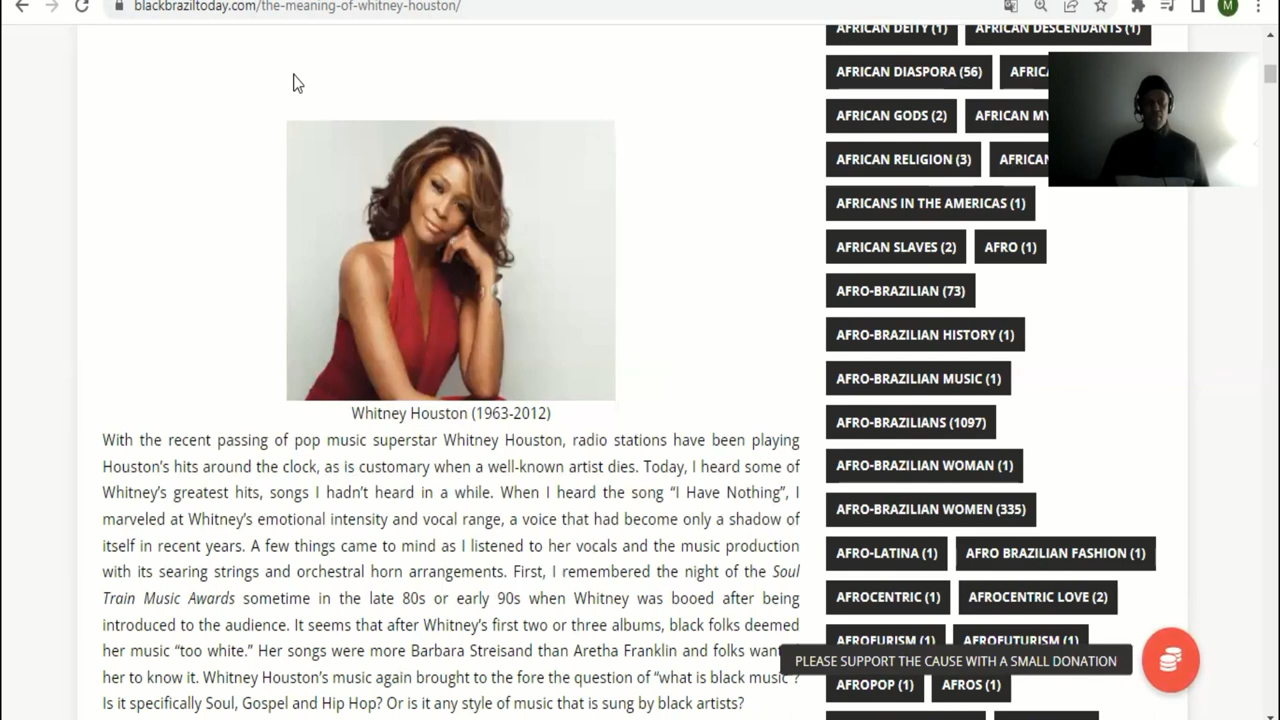 blackbraziltoday.com/the-meaning-of-whitney-houston/
M
Whitney Houston (1963-2012)
With the recent passing of pop music superstar Whitney Houston, radio stations have been playing
Houston's hits around the clock, as is customary when a well-known artist dies. Today, I heard some of
Whitney's greatest hits, songs I hadn't heard in a while. When I heard the song “I Have Nothing”, I
marveled at Whitney's emotional intensity and vocal range, a voice that had become only a shadow of
itself in recent years. A few things came to mind as I listened to her vocals and the music production
with its searing strings and orchestral horn arrangements. First, I remembered the night of the Soul
Train Music Awards sometime in the late 80s or early 90s when Whitney was booed after being
introduced to the audience. It seems that after Whitney's first two or three albums, black folks deemed
her music “too white.” Her songs were more Barbara Streisand than Aretha Franklin and folks
her to know it. Whitney Houston's music again brought to the fore the question of “what is black music”?
Is it specifically Soul, Gospel and Hip Hop? Or is it any style of music that is sung by black artists?
AFRICAN DEITY (1) AFRICAN DESCENDANTS (1)
AFRICAN DIASPORA (56)
AFRICAN GODS (2) AFRICAN
AFRICAN RELIGION (3) AFRICAN
AFRICANS IN THE AMERICAS (1)
AFRICAN SLAVES (2) AFRO (1)
AFRO-BRAZILIAN (73)
AFRO-BRAZILIAN HISTORY (1)
AFRO-BRAZILIAN MUSIC (1)
AFRO-BRAZILIANS (1097)
AFRO-BRAZILIAN WOMAN (1)
AFRO-BRAZILIAN WOMEN (335)
AFRO-LATINA (1) AFRO BRAZILIAN FASHION (1)
AFROCENTRIC (1) AFROCENTRIC LOVE (2)
AFROFURISM (1) AFROFUTURISM (1)
PLEASE SUPPORT THE CAUSE WITH A SMALL DONATION
AFROPOP (1) AFROS (1)